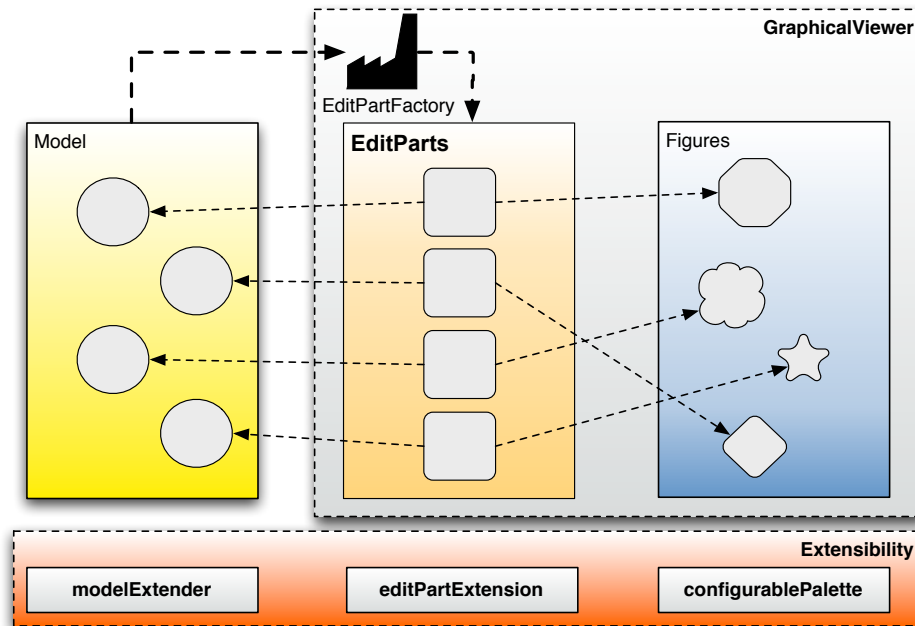 GraphicalViewer
EditPartFactory
Model
EditParts
Figures
Extensibility
modelExtender
editPartExtension
configurablePalette